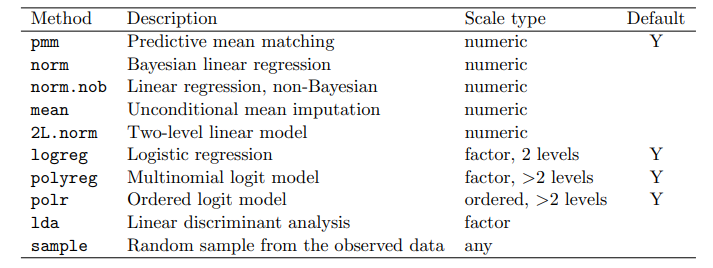 Method Description Scale type Default
pmm Predictive mean matching numeric Y
norm Bayesian linear regression numeric
norm.nob Linear regression, non-Bayesian numeric
mean Unconditional mean imputation numeric
2L.norm Two-level linear model numeric
logreg Logistic regression factor, 2 levels Y
polyreg Multinomial logit model factor, >2 levels Y
polr Ordered logit model ordered, >2 levels Y
lda Linear discriminant analysis factor
sample Random sample from the observed data any